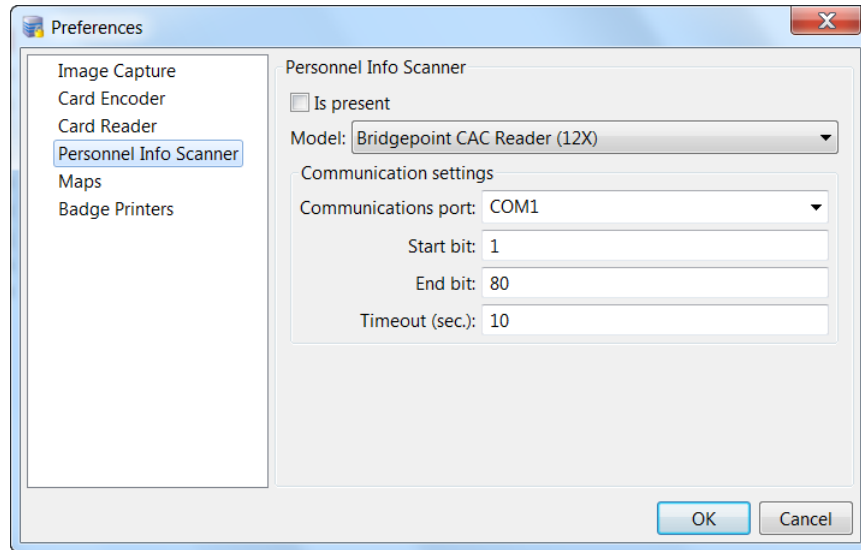 Preferences
Image Capture
Card Encoder
Card Reader
Personnel Info Scanner
Maps
Badge Printers
Personnel Info Scanner
Is present
Model: Bridgepoint CAC Reader (12X)
Communication settings
Communications port: COM1
Start bit: 1
End bit: 80
Timeout (sec.): 10
OK Cancel